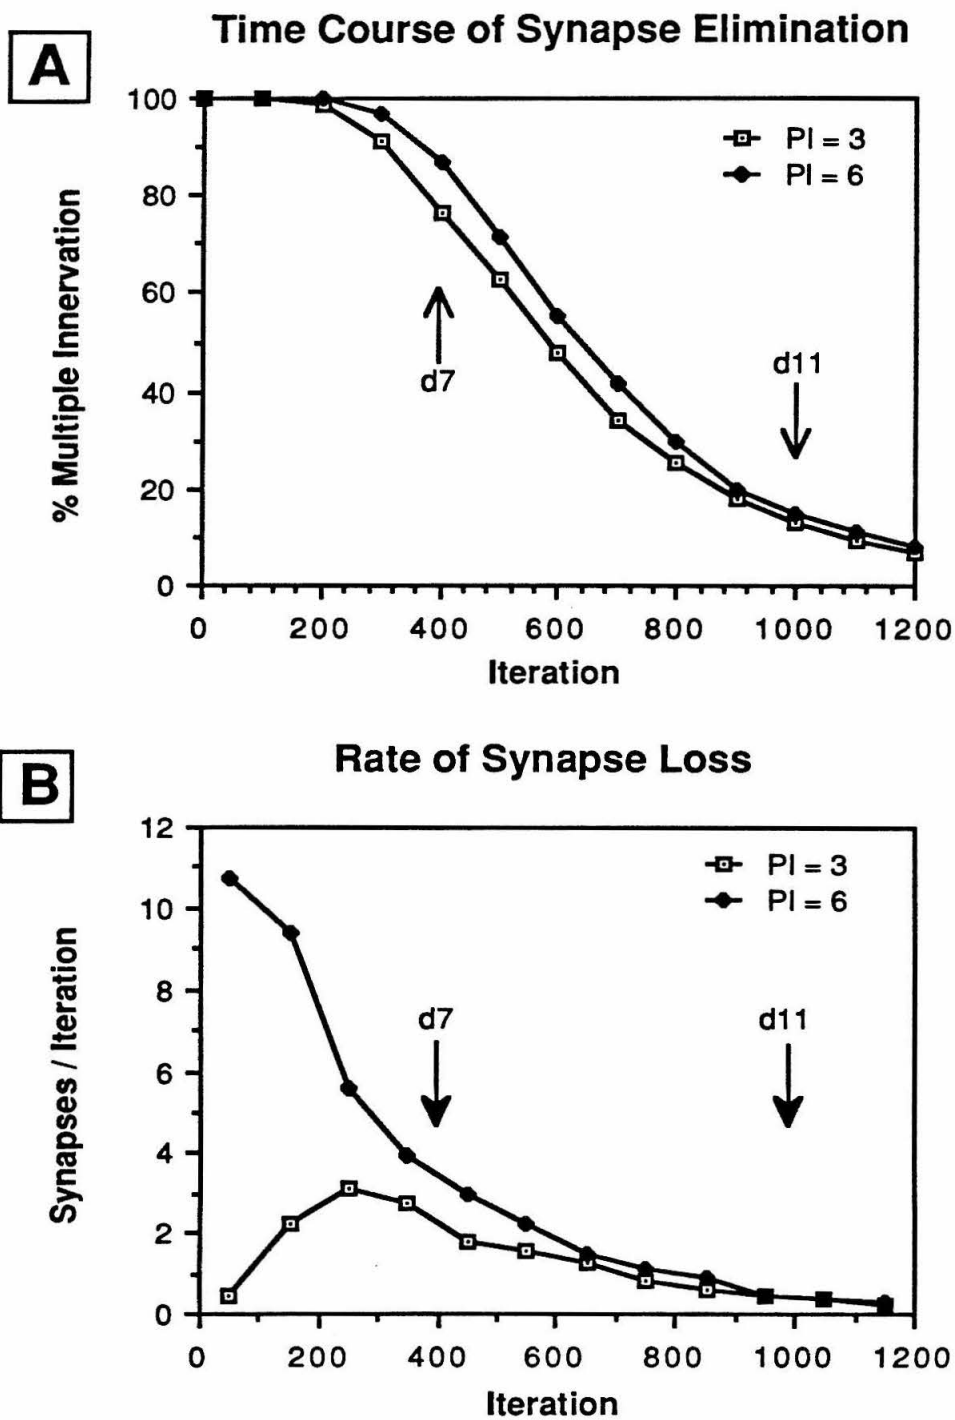 Time Course of Synapse Elimination
A
100
80
60
40
20
0
% Multiple Innervation
PI = 3
PI = 6
d7
d11
0 200 400 600 800 1000 1200
Iteration
Rate of Synapse Loss
B
12
10
8
6
4
2
0
Synapses / Iteration
PI = 3
PI = 6
d7 d11
0 200 400 600 800 1000 1200
Iteration